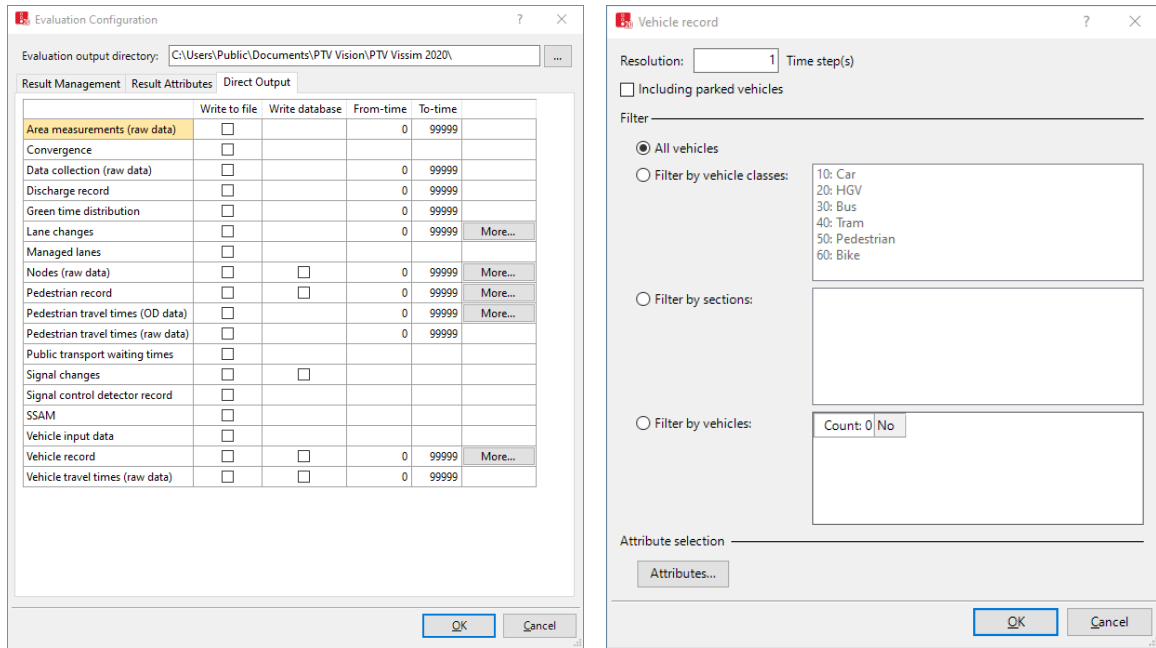 Evaluation Configuration ?
Evaluation output directory: C:\Users\Public\Documents\PTV Vision\PTV Vissim 2020\ ...
Result Management Result Attributes Direct Output
Write to file Write database From-time To-time
Area measurements (raw data) 0 99999
Convergence
Data collection (raw data) 0 99999
Discharge record 0 99999
Green time distribution 0 99999
Lane changes 0 99999 More...
Managed lanes
Nodes (raw data) 0 99999 More...
Pedestrian record 0 99999 More...
Pedestrian travel times (OD data) 0 99999 More...
Pedestrian travel times (raw data) 0 99999
Public transport waiting times
Signal changes
Signal control detector record
SSAM
Vehicle input data
Vehicle record 0 99999 More...
Vehicle travel times (raw data) 0 99999
OK Cancel
Vehicle record ?
Resolution: 1 Time step(s)
Including parked vehicles
Filter
All vehicles
Filter by vehicle classes:
10: Car
20: HGV
30: Bus
40: Tram
50: Pedestrian
60: Bike
Filter by sections:
Filter by vehicles: Count: 0 No
Attribute selection
Attributes...
OK Cancel